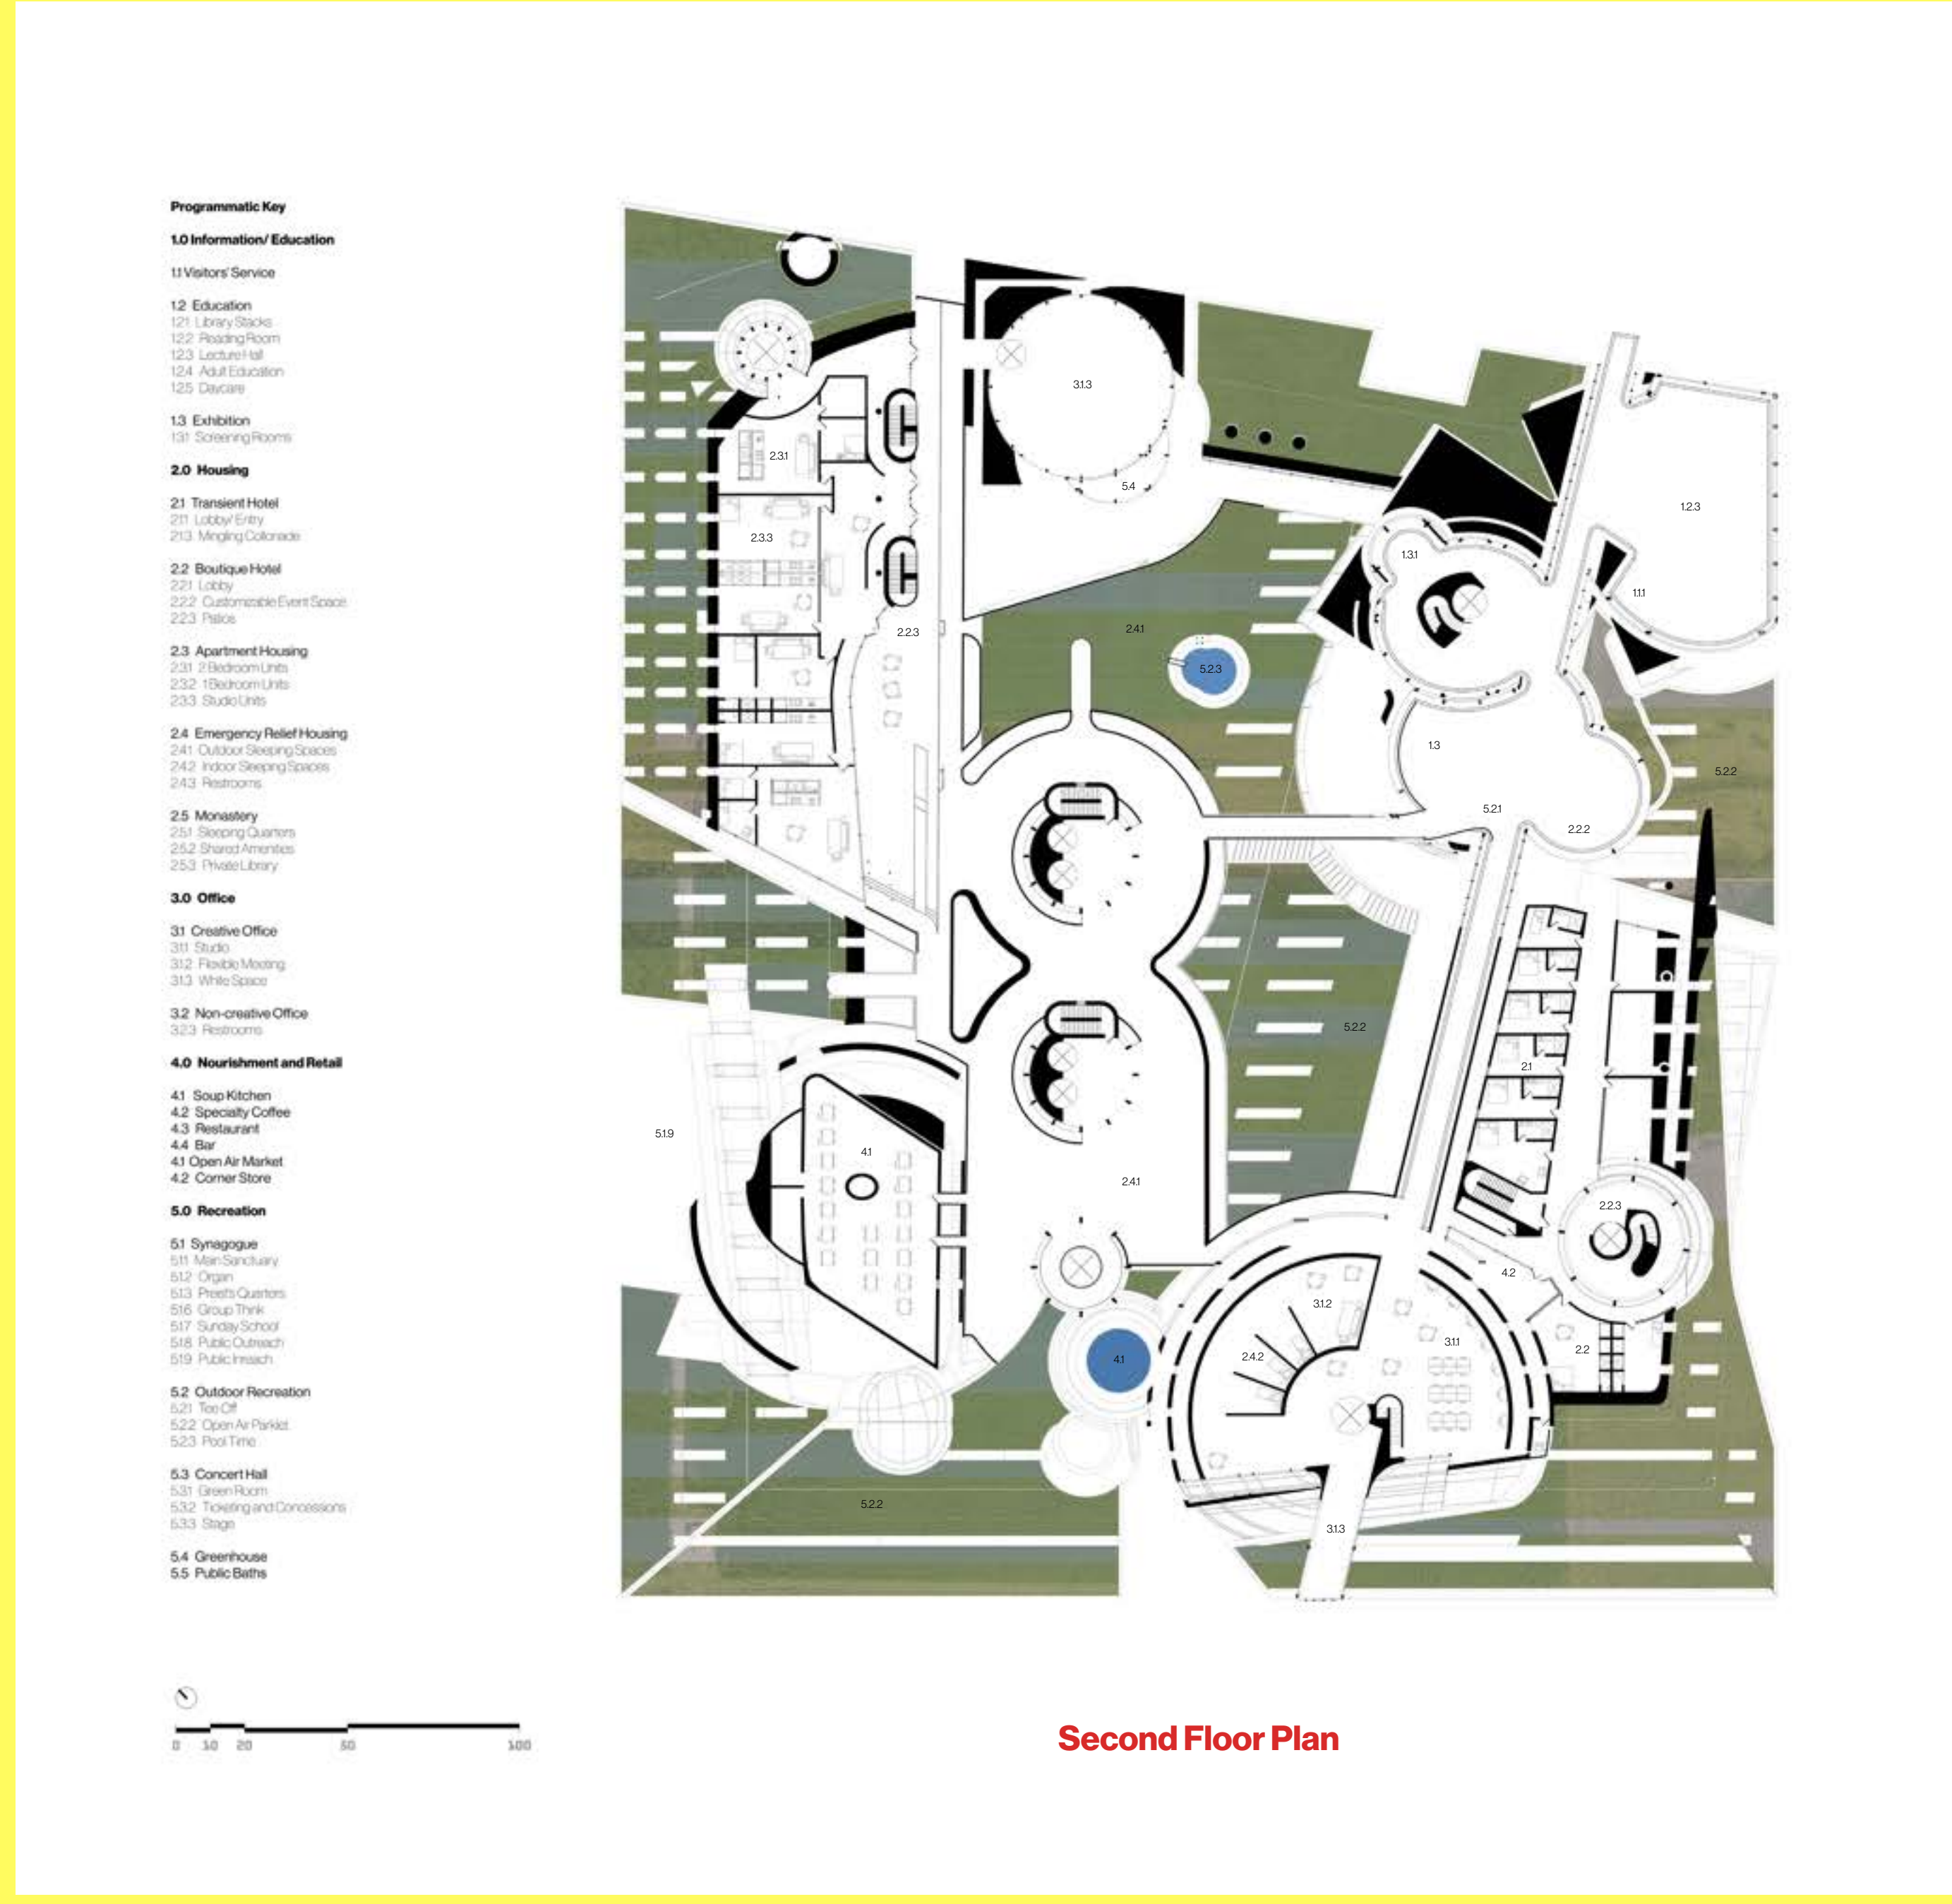 Programmatic Key
1.0 Information/ Education
1.1 Visitors' Service
1.2 Education
1.2.1 Library Stacks
1.2.2 Reading Room
1.2.3 Lecture Hall
1.2.4 Adult Education
1.2.5 Daycare
1.3 Exhibition
1.3.1 Screening Rooms
2.0 Housing
2.1 Transient Hotel
2.1.1 Lobby/ Entry
2.1.3 Mingling Collonade
2.2 Boutique Hotel
2.2.1 Lobby
2.2.2 Customizable Event Space
2.2.3 Patios
2.3 Apartment Housing
2.3.1 2 Bedroom Units
2.3.2 1 Bedroom Units
2.3.3 Studio Units
2.4 Emergency Relief Housing
2.4.1 Outdoor Sleeping Spaces
2.4.2 Indoor Sleeping Spaces
2.4.3 Restrooms
2.5 Monastery
2.5.1 Sleeping Quarters
2.5.2 Shared Amenities
2.5.3 Private Library
3.0 Office
3.1 Creative Office
3.1.1 Studio
3.1.2 Flexible Meeting
3.1.3 White Space
3.2 Non-creative Office
3.2.3 Restrooms
4.0 Nourishment and Retail
4.1 Soup Kitchen
4.2 Specialty Coffee
4.3 Restaurant
4.4 Bar
4.1 Open Air Market
4.2 Corner Store
5.0 Recreation
5.1 Synagogue
5.1.1 Main Sanctuary
5.1.2 Organ
5.1.3 Priest's Quarters
5.1.6 Group Think
5.1.7 Sunday School
5.1.8 Public Outreach
5.1.9 Public Inreach
5.2 Outdoor Recreation
5.2.1 Tee Off
5.2.2 Open Air Parklet
5.2.3 Pool Time
5.3 Concert Hall
5.3.1 Green Room
5.3.2 Ticketing and Concessions
5.3.3 Stage
5.4 Greenhouse
5.5 Public Baths
3.1.3
2.3.1
5.4
1.2.3
2.3.3
1.3.1
1.1.1
2.4.1
2.2.3
5.2.3
1.3
5.2.2
5.2.1
2.2.2
5.2.2
2.1
5.1.9
4.1
2.4.1
2.2.3
4.2
3.1.2
3.1.1
2.2
2.4.2
4.1
5.2.2
3.1.3
0 10 20 50 100
Second Floor Plan